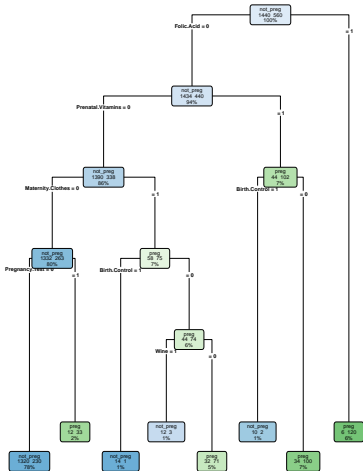 not_preg
1440 560
100%
Folic.Acid = 0
= 1
not_preg
1434 440
94%
Prenatal.Vitamins = 0
= 1
not_preg
1390 338
86%
preg
44 102
7%
Maternity.Clothes = 0
= 1
Birth.Control = 1
= 0
not_preg
1332 263
80%
preg
58 75
7%
Pregnancy.Test = 0
= 1
Birth.Control = 1
= 0
preg
44 74
6%
Wine = 1
= 0
preg
12 33
2%
not_preg
12 3
1%
not_preg
10 2
1%
preg
6 120
6%
not_preg
1320 230
78%
not_preg
14 1
1%
preg
32 71
5%
preg
34 100
7%